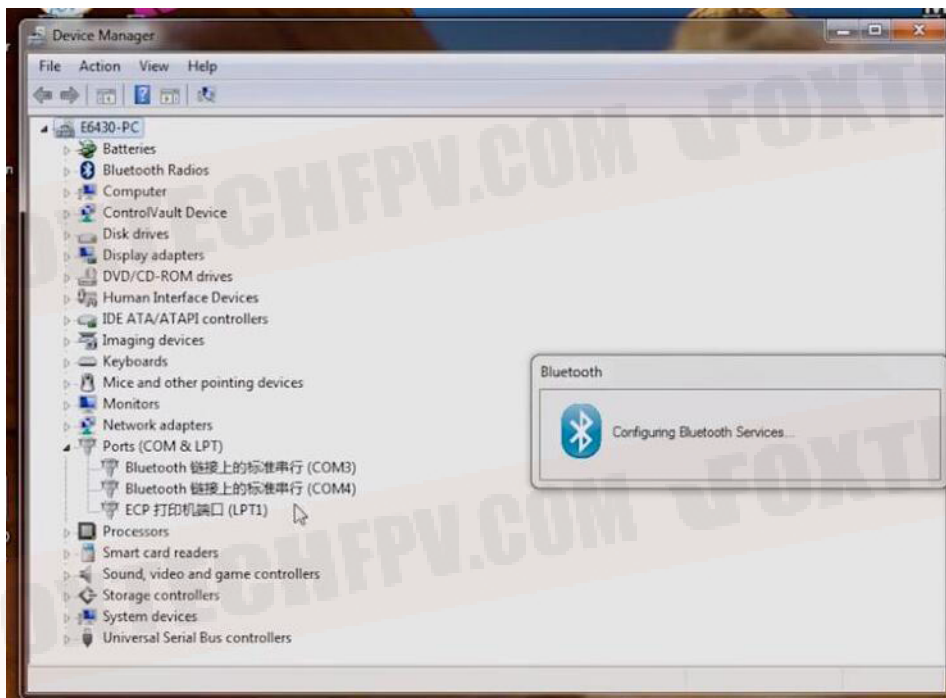 Device Manager
File Action View Help
E6430-PC
Batteries
Bluetooth Radios
Computer
ControlVault Device
Disk drives
Display adapters
DVD/CD-ROM drives
Human Interface Devices
IDE ATA/ATAPI controllers
Imaging devices
Keyboards
Mice and other pointing devices
Monitors
Network adapters
Ports (COM & LPT)
Bluetooth 链接上的标准串行 (COM3)
Bluetooth 链接上的标准串行 (COM4)
ECP 打印机端口 (LPT1)
Processors
Smart card readers
Sound, video and game controllers
Storage controllers
System devices
Universal Serial Bus controllers
Bluetooth
Configuring Bluetooth Services...